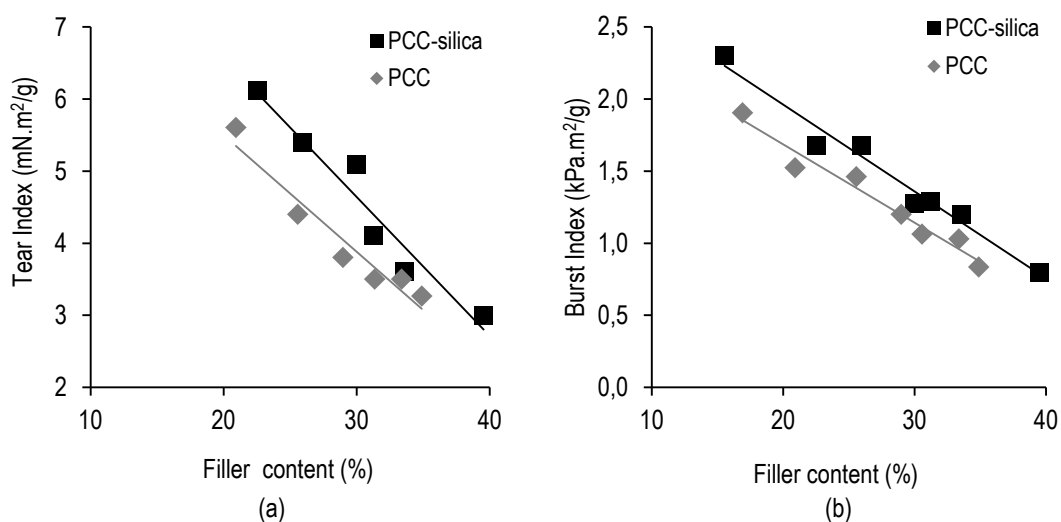 7
6
5
4
3
2
10
20
30
40
Tear Index (mN.m²/g)
Filler content (%)
PCC-silica
PCC
(a)
2,5
2,0
1,5
1,0
0,5
0,0
10
20
30
40
Burst Index (kPa.m²/g)
Filler content (%)
PCC-silica
PCC
(b)